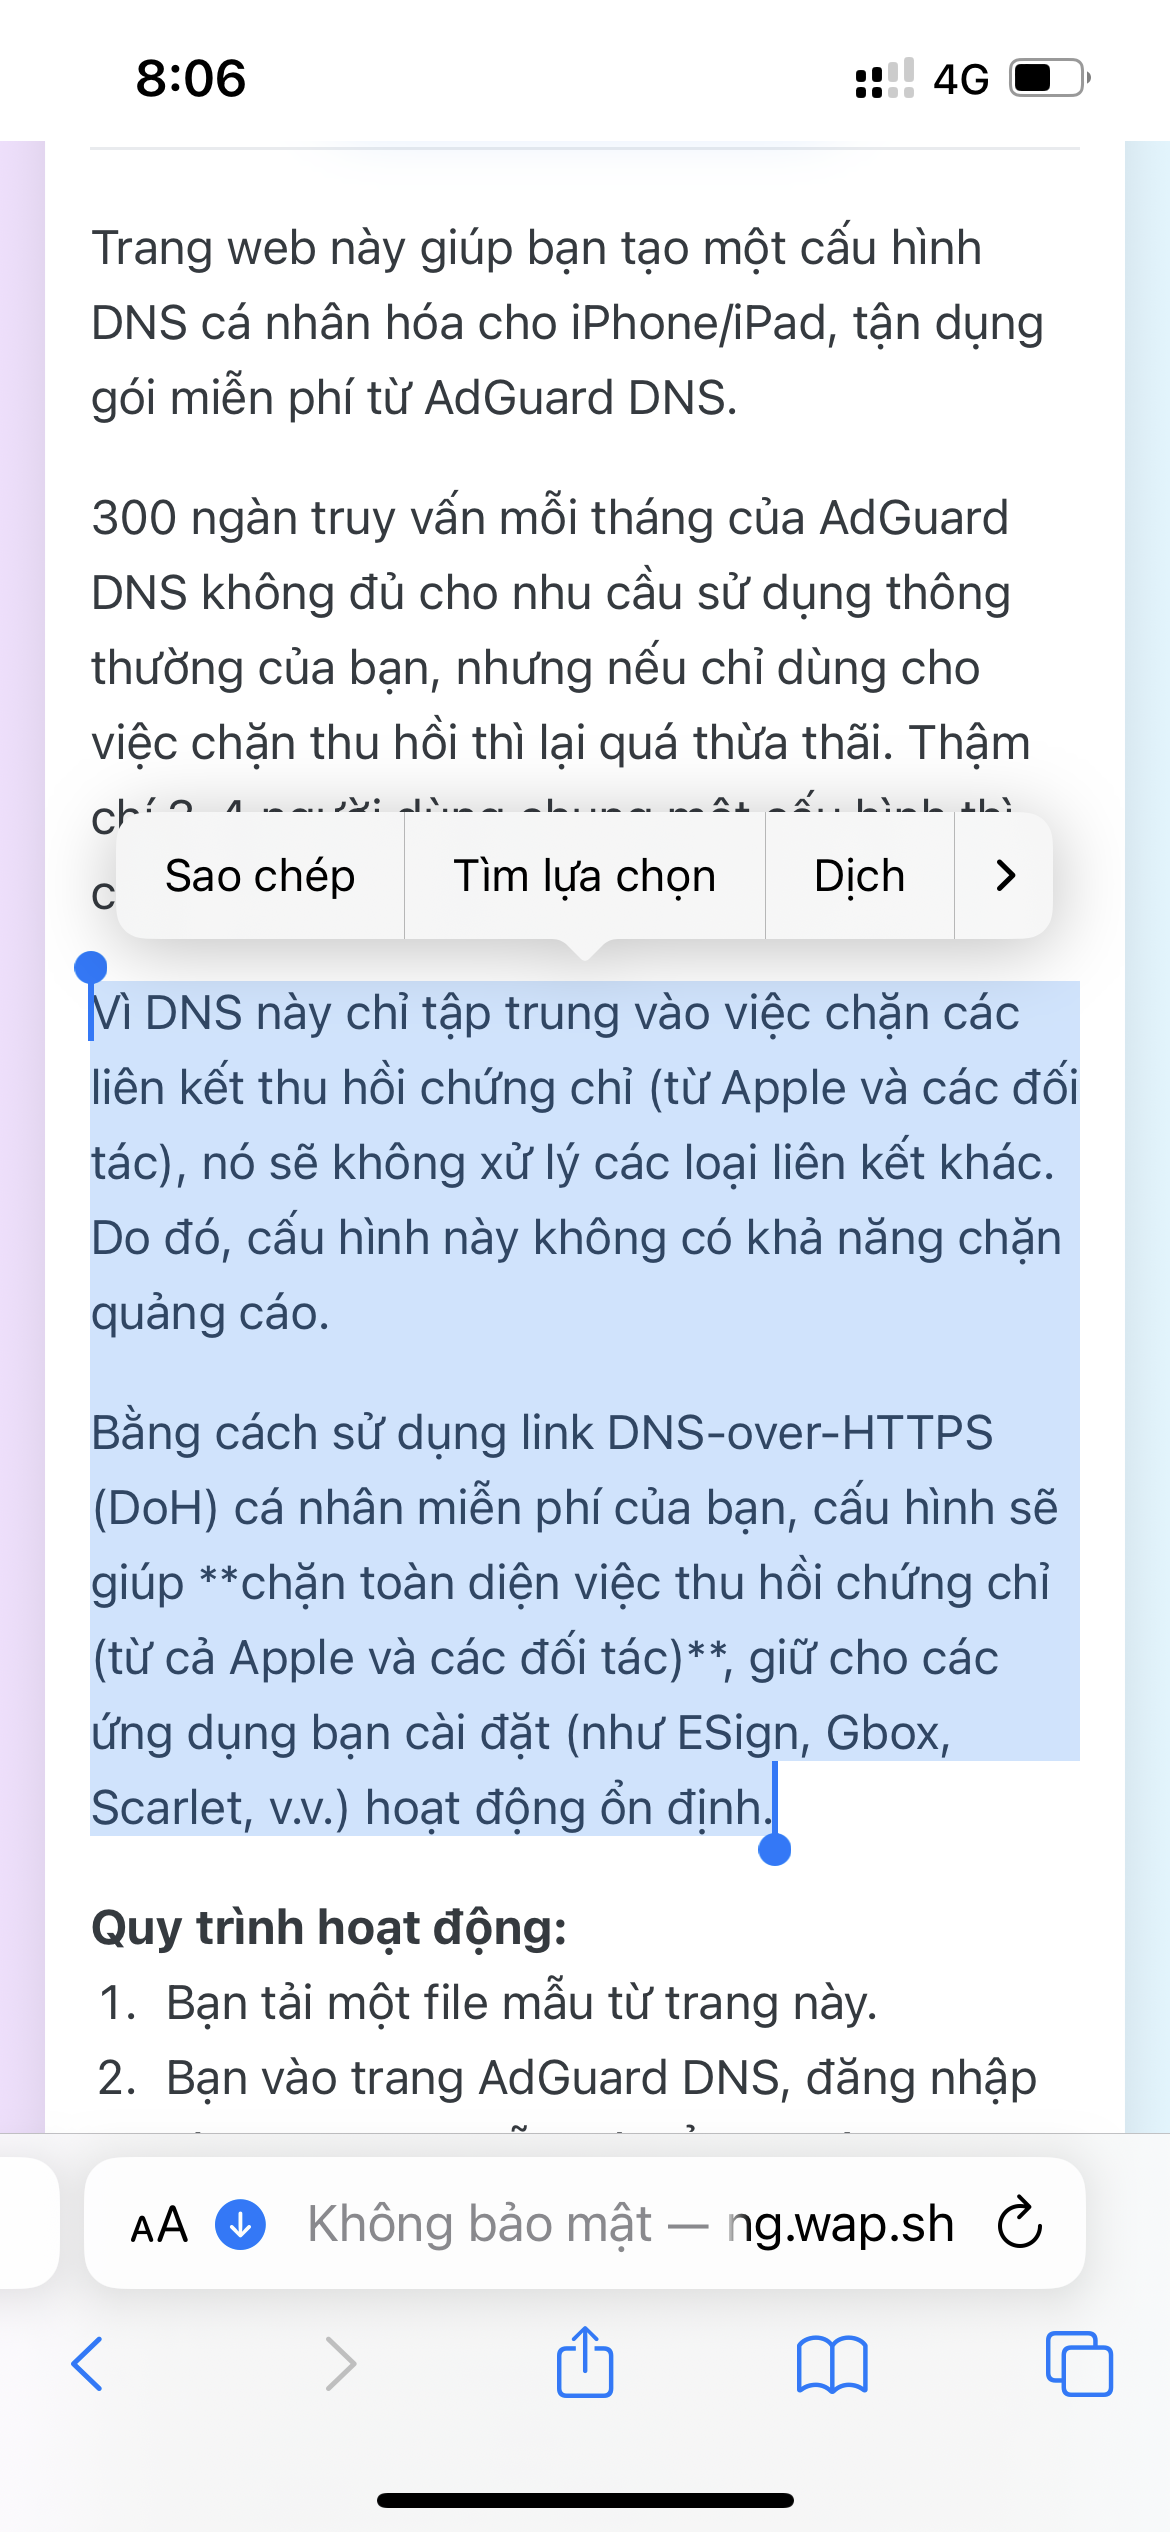 8:06
4G
Trang web này giúp bạn tạo một cấu hình
DNS cá nhân hóa cho iPhone/iPad, tận dụng
gói miễn phí từ AdGuard DNS.
300 ngàn truy vấn mỗi tháng của AdGuard
DNS không đủ cho nhu cầu sử dụng thông
thường của bạn, nhưng nếu chỉ dùng cho
việc chặn thu hồi thì lại quá thừa thãi. Thậm
chí 3-4 người dùng chung một cấu hình thì
Sao chép
Tìm lựa chọn
Dịch
Vì DNS này chỉ tập trung vào việc chặn các
liên kết thu hồi chứng chỉ (từ Apple và các đối
tác), nó sẽ không xử lý các loại liên kết khác.
Do đó, cấu hình này không có khả năng chặn
quảng cáo.
Bằng cách sử dụng link DNS-over-HTTPS
(DoH) cá nhân miễn phí của bạn, cấu hình sẽ
giúp **chặn toàn diện việc thu hồi chứng chỉ
(từ cả Apple và các đối tác)**, giữ cho các
ứng dụng bạn cài đặt (như ESign, Gbox,
Scarlet, v.v.) hoạt động ổn định.
Quy trình hoạt động:
1. Bạn tải một file mẫu từ trang này.
2. Bạn vào trang AdGuard DNS, đăng nhập
AA
Không bảo mật — ng.wap.sh